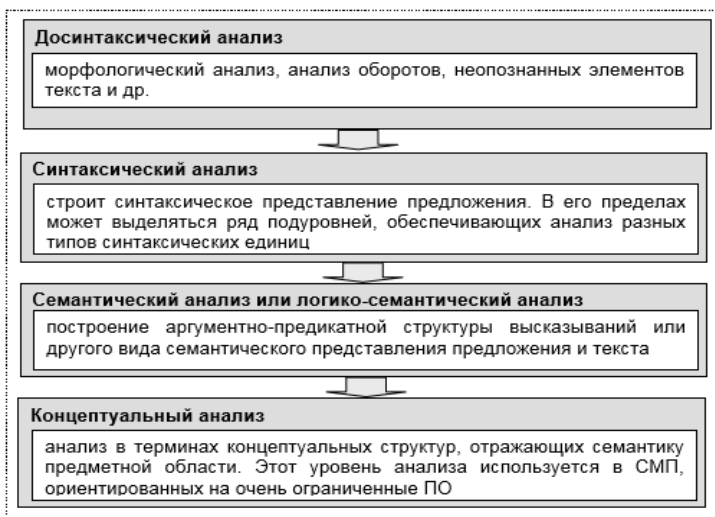 Досинтаксический анализ
морфологический анализ, анализ оборотов, неопознанных элементов
текста и др.
Синтаксический анализ
строит синтаксическое представление предложения. В его пределах
может выделяться ряд подуровней, обеспечивающих анализ разных
типов синтаксических единиц
Семантический анализ или логико-семантический анализ
построение аргументно-предикатной структуры высказываний или
другого вида семантического представления предложения и текста
Концептуальный анализ
анализ в терминах концептуальных структур, отражающих семантику
предметной области. Этот уровень анализа используется в СМП,
ориентированных на очень ограниченные ПО